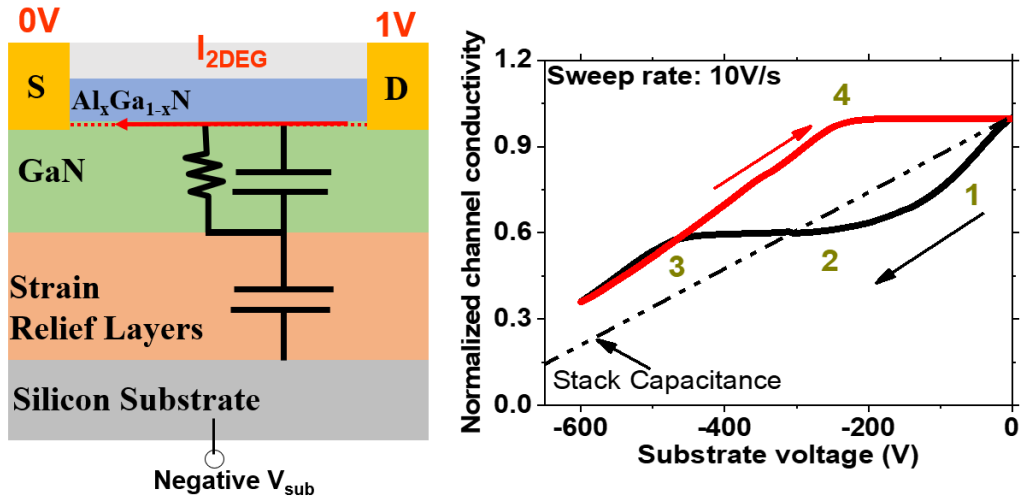 0V
1V
I2DEG
S
D
AlxGa1-xN
GaN
Strain
Relief Layers
Silicon Substrate
Negative Vsub
Normalized channel conductivity
1.2
0.9
0.6
0.3
0.0
Sweep rate: 10V/s
4
1
2
3
Stack Capacitance
-600
-400
-200
0
Substrate voltage (V)